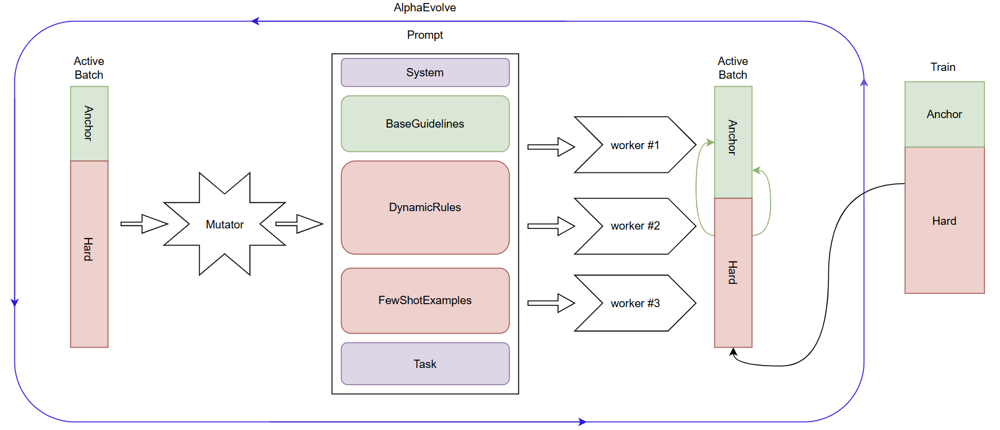 AlphaEvolve
Prompt
Active
Batch
Anchor
Hard
Mutator
System
BaseGuidelines
DynamicRules
FewShotExamples
Task
worker #1
worker #2
worker #3
Active
Batch
Anchor
Hard
Train
Anchor
Hard